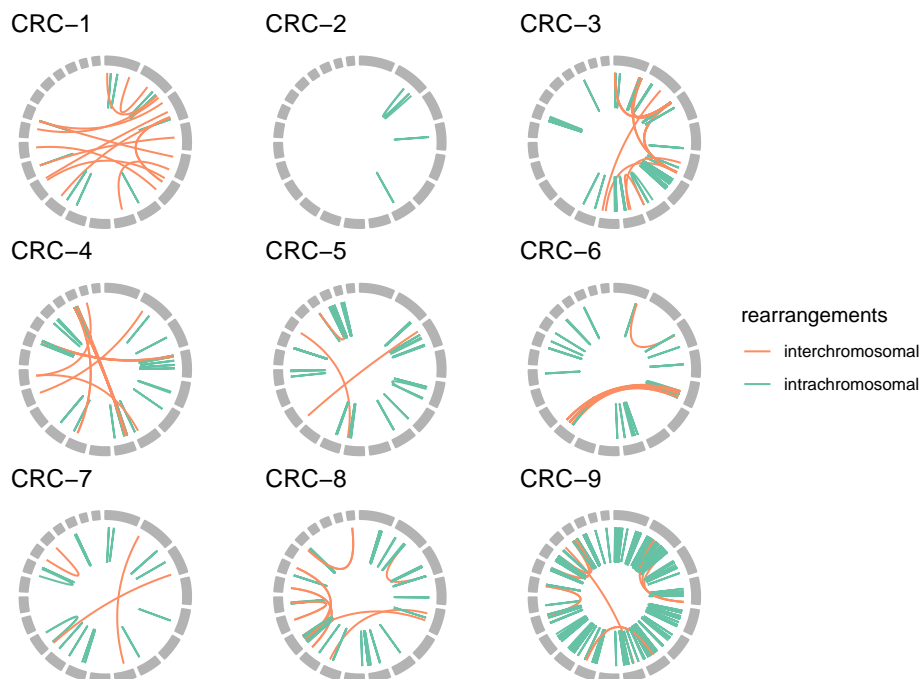 CRC−1
CRC−2
CRC−3
CRC−4
CRC−5
CRC−6
rearrangements
interchromosomal
intrachromosomal
CRC−7
CRC−8
CRC−9